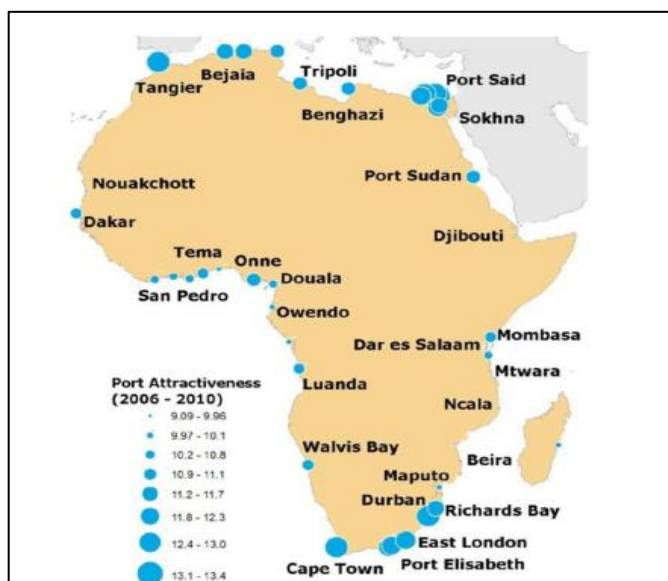 Tripoli
Port Said
Bejaia
Tangier
Benghazi
Sokhna
Nouakchott
Port Sudan
Dakar
Djibouti
Tema
Onne
Douala
San Pedro
Owendo
Mombasa
Dar es Salaam
Mtwara
Port Attractiveness
(2006 - 2010)
9.09 - 9.96
9.97 - 10.1
10.2 - 10.8
10.9 - 11.1
11.2 - 11.7
11.8 - 12.3
12.4 - 13.0
13.1 - 13.4
Luanda
Ncala
Walvis Bay
Beira
Maputo
Durban
Richards Bay
East London
Cape Town
Port Elisabeth